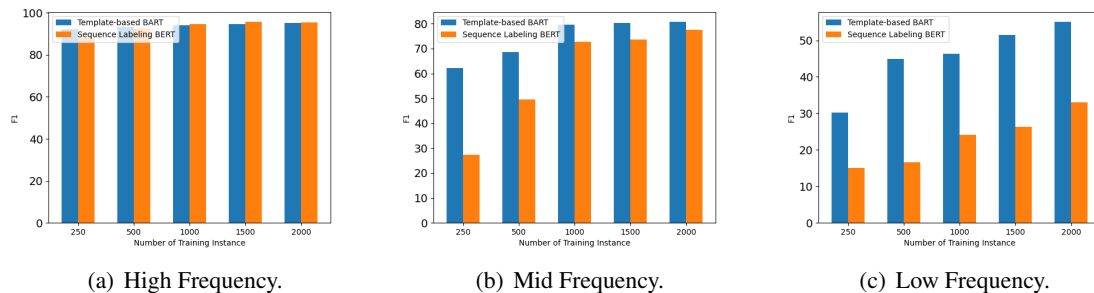 100
80
60
40
20
0
F1
Template-based BART
Sequence Labeling BERT
250 500 1000 1500 2000
Number of Training Instance
(a) High Frequency.
80
70
60
50
40
30
20
10
0
F1
Template-based BART
Sequence Labeling BERT
250 500 1000 1500 2000
Number of Training Instance
(b) Mid Frequency.
50
40
30
20
10
0
F1
Template-based BART
Sequence Labeling BERT
250 500 1000 1500 2000
Number of Training Instance
(c) Low Frequency.